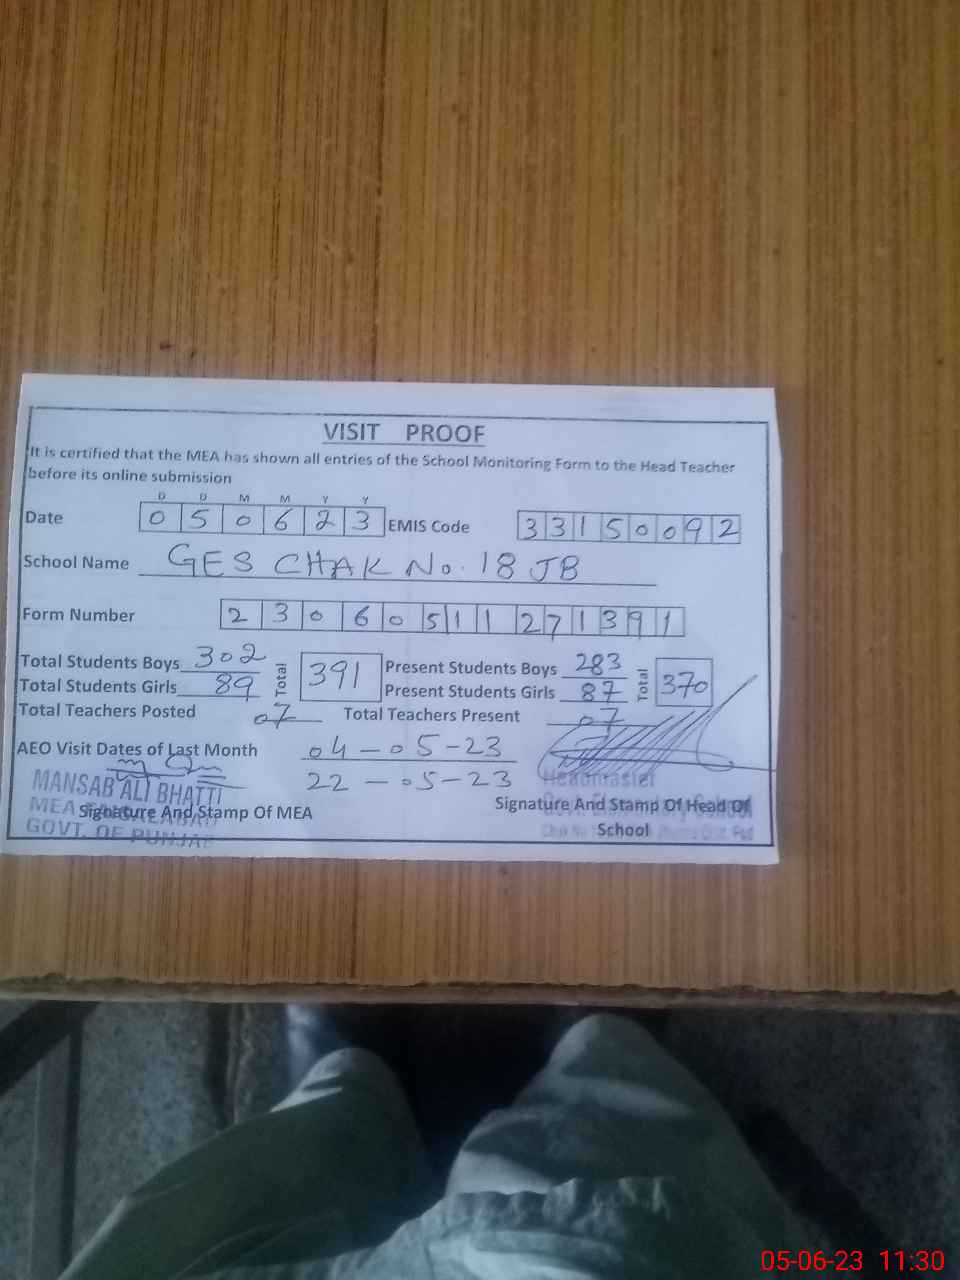 VISIT PROOF
It is certified that the MEA has shown all entries of the School Monitoring Form to the Head Teacher
before its online submission
D D M M Y Y
Date 0 5 0 6 2 3 EMIS Code 3 3 1 5 0 0 9 2
School Name GES CHAK No. 18 JB
Form Number 2 3 0 6 0 5 1 1 2 7 1 3 9 1
Total Students Boys 302 Total 391 Present Students Boys 283 Total 370
Total Students Girls 89 Present Students Girls 87
Total Teachers Posted 07 Total Teachers Present 07
AEO Visit Dates of Last Month 04-05-23
22-05-23
MANSAB ALI BHATTI
MEA FAISALABAD
GOVT. OF PUNJAB
Signature And Stamp Of MEA
Headmaster
Govt. Elementary School
Signature And Stamp Of Head Of
School
05-06-23 11:30